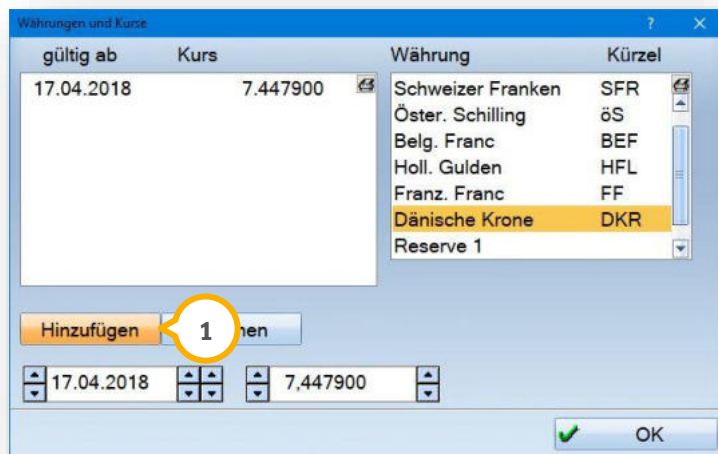 Währungen und Kurse ? ×
gültig ab Kurs
17.04.2018 7.447900
Währung Kürzel
Schweizer Franken SFR
Öster. Schilling öS
Belg. Franc BEF
Holl. Gulden HFL
Franz. Franc FF
Dänische Krone DKR
Reserve 1
Hinzufügen 1 nen
17.04.2018 7,447900
OK